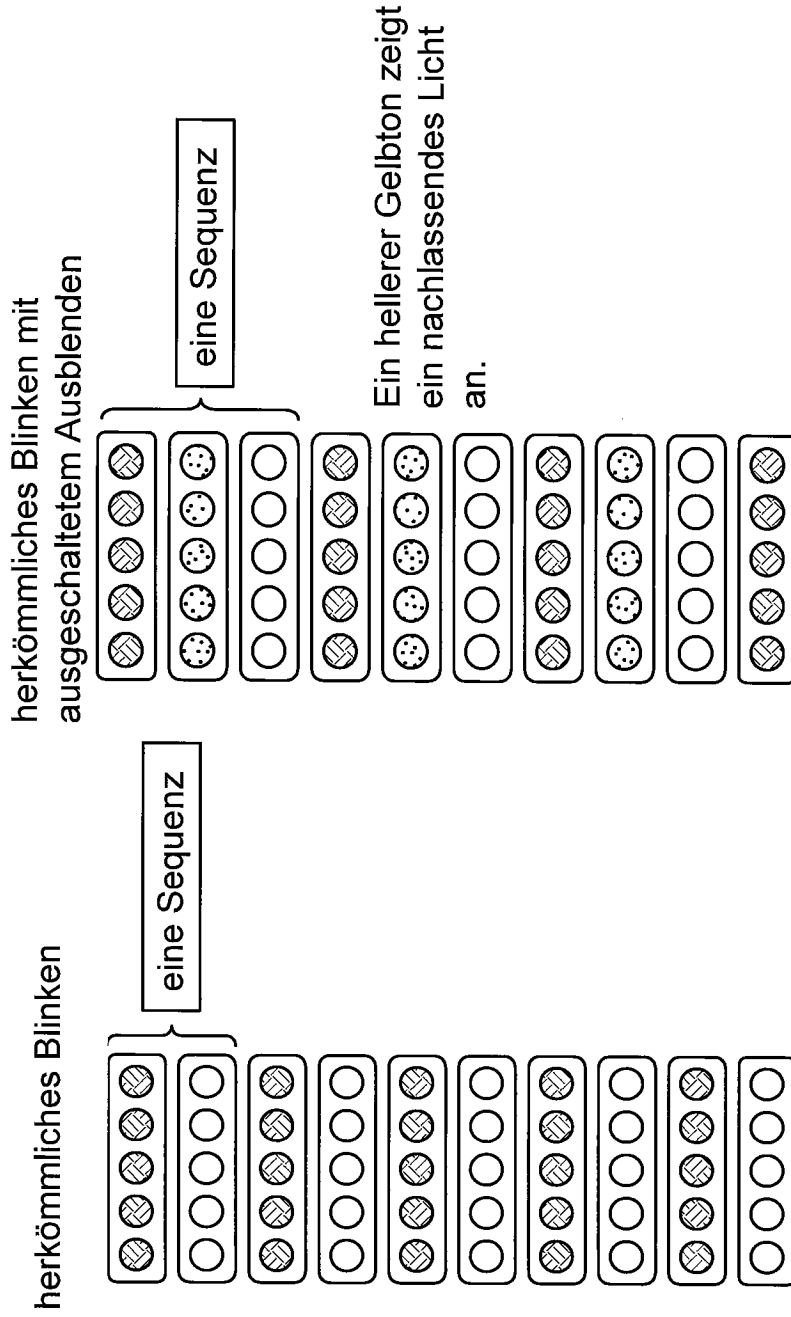 herkömmliches Blinken
eine Sequenz
herkömmliches Blinken mit
ausgeschaltetem Ausblenden
eine Sequenz
Ein hellerer Gelbton zeigt
ein nachlassendes Licht
an.